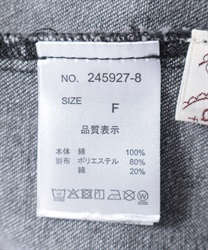 NO. 245927-8
SIZE
F
品質表示
本体 綿 100%
別布 ポリエステル 80%
綿 20%